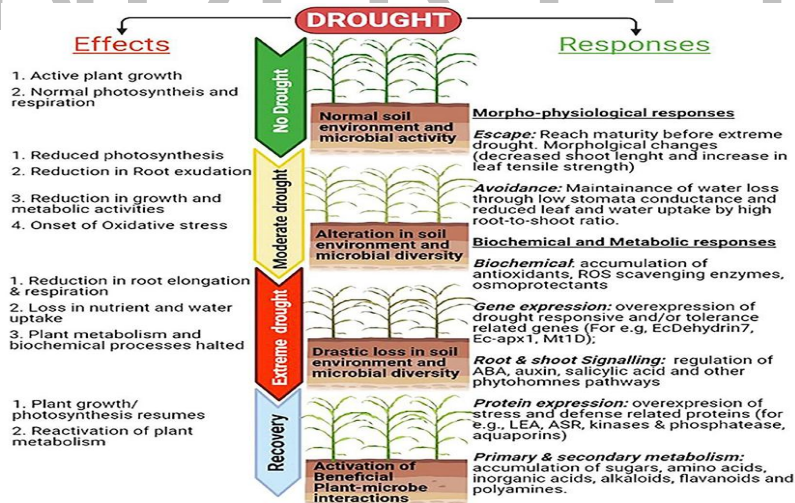 DROUGHT
Effects
1. Active plant growth
2. Normal photosyntheis and
respiration
1. Reduced photosynthesis
2. Reduction in Root exudation
3. Reduction in growth and
metabolic activities
4. Onset of Oxidative stress
1. Reduction in root elongation
& respiration
2. Loss in nutrient and water
uptake
3. Plant metabolism and
biochemical processes halted
1. Plant growth/
photosynthesis resumes
2. Reactivation of plant
metabolism
No Drought
Moderate drought
Extreme drought
Recovery
Normal soil
environment and
microbial activity
Alteration in soil
environment and
microbial diversity
Drastic loss in soil
environment and
microbial diversity
Activation of
Beneficial
Plant-microbe
interactions
Responses
Morpho-physiological responses
Escape: Reach maturity before extreme
drought. Morpholgical changes
(decreased shoot lenght and increase in
leaf tensile strength)
Avoidance: Maintainance of water loss
through low stomata conductance and
reduced leaf and water uptake by high
root-to-shoot ratio.
Biochemical and Metabolic responses
Biochemical: accumulation of
antioxidants, ROS scavenging enzymes,
osmoprotectants
Gene expression: overexpression of
drought responsive and/or tolerance
related genes (For e.g, EcDehydrin7,
Ec-apx1, Mt1D);
Root & shoot Signalling: regulation of
ABA, auxin, salicylic acid and other
phytohomnes pathways
Protein expression: overexpresion of
stress and defense related proteins (for
e.g., LEA, ASR, kinases & phosphatease,
aquaporins)
Primary & secondary metabolism:
accumulation of sugars, amino acids,
inorganic acids, alkaloids, flavanoids and
polyamines.